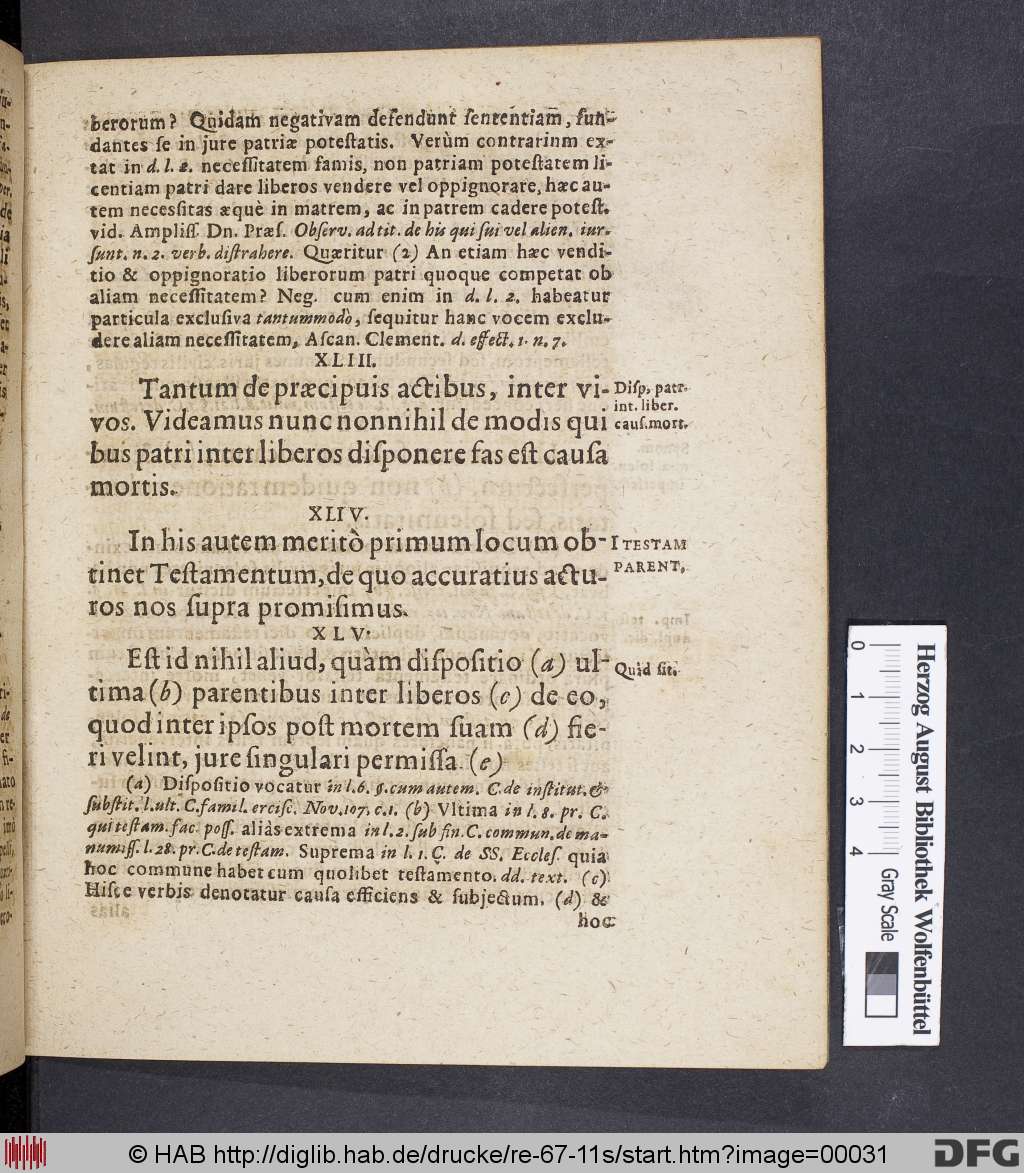 berorum? Quidam negativam defendunt ſententiam, fun-
dantes ſe in jure patriæ poteſtatis. Verùm contrarinm ex-
tat in d. l. 2. neceſſitatem famis, non patriam poteſtatem li-
centiam patri dare liberos vendere vel oppignorare, hæc au-
tem necesſitas æquè in matrem, ac in patrem cadere poteſt.
vid. Ampliſſ. Dn. Præſ. Obſerv. ad tit. de his qui ſui vel alien. iur.
ſunt. n. 2. verb. diſtrahere. Quæritur (2) An etiam hæc vendi-
tio & oppignoratio liberorum patri quoque competat ob
aliam neceſſitatem? Neg. cum enim in d. l. 2. habeatur
particula excluſiva tantummodò, ſequitur hanc vocem exclu-
dere aliam neceſſitatem, Aſcan. Clement. d. effect. 1. n. 7.
XLIII.
Tantum de præcipuis actibus, inter vi-
vos. Videamus nunc nonnihil de modis qui
bus patri inter liberos diſponere fas eſt cauſa
mortis.
Diſp. patr.
int. liber.
cauſ. mort.
XLIV.
In his autem meritò primum locum ob-
tinet Teſtamentum, de quo accuratius actu-
ros nos ſupra promiſimus.
I TESTAM
PARENT.
XLV.
Eſt id nihil aliud, quàm diſpoſitio (a) ul-
tima (b) parentibus inter liberos (c) de eo,
quod inter ipſos poſt mortem ſuam (d) fie-
ri velint, jure ſingulari permiſſa. (e)
Quid ſit.
(a) Diſpoſitio vocatur in l. 6. §. cum autem. C. de inſtitut. &
ſubſtit. l. ult. C. famil. erciſc. Nov. 107. c. 1. (b) Vltima in l. 8. pr. C.
qui teſtam. fac. poſſ. aliàs extrema in l. 2. ſub fin. C. commun. de ma-
numiſſ. l. 28. pr. C. de teſtam. Suprema in l. 1. C. de SS. Eccleſ. quia
hoc commune habet cum quolibet teſtamento. dd. text. (c)
Hiſce verbis denotatur cauſa efficiens & ſubjectum. (d) &
hoc
0 1 2 3 4
Herzog August Bibliothek Wolfenbüttel
Gray Scale
© HAB http://diglib.hab.de/drucke/re-67-11s/start.htm?image=00031
DFG